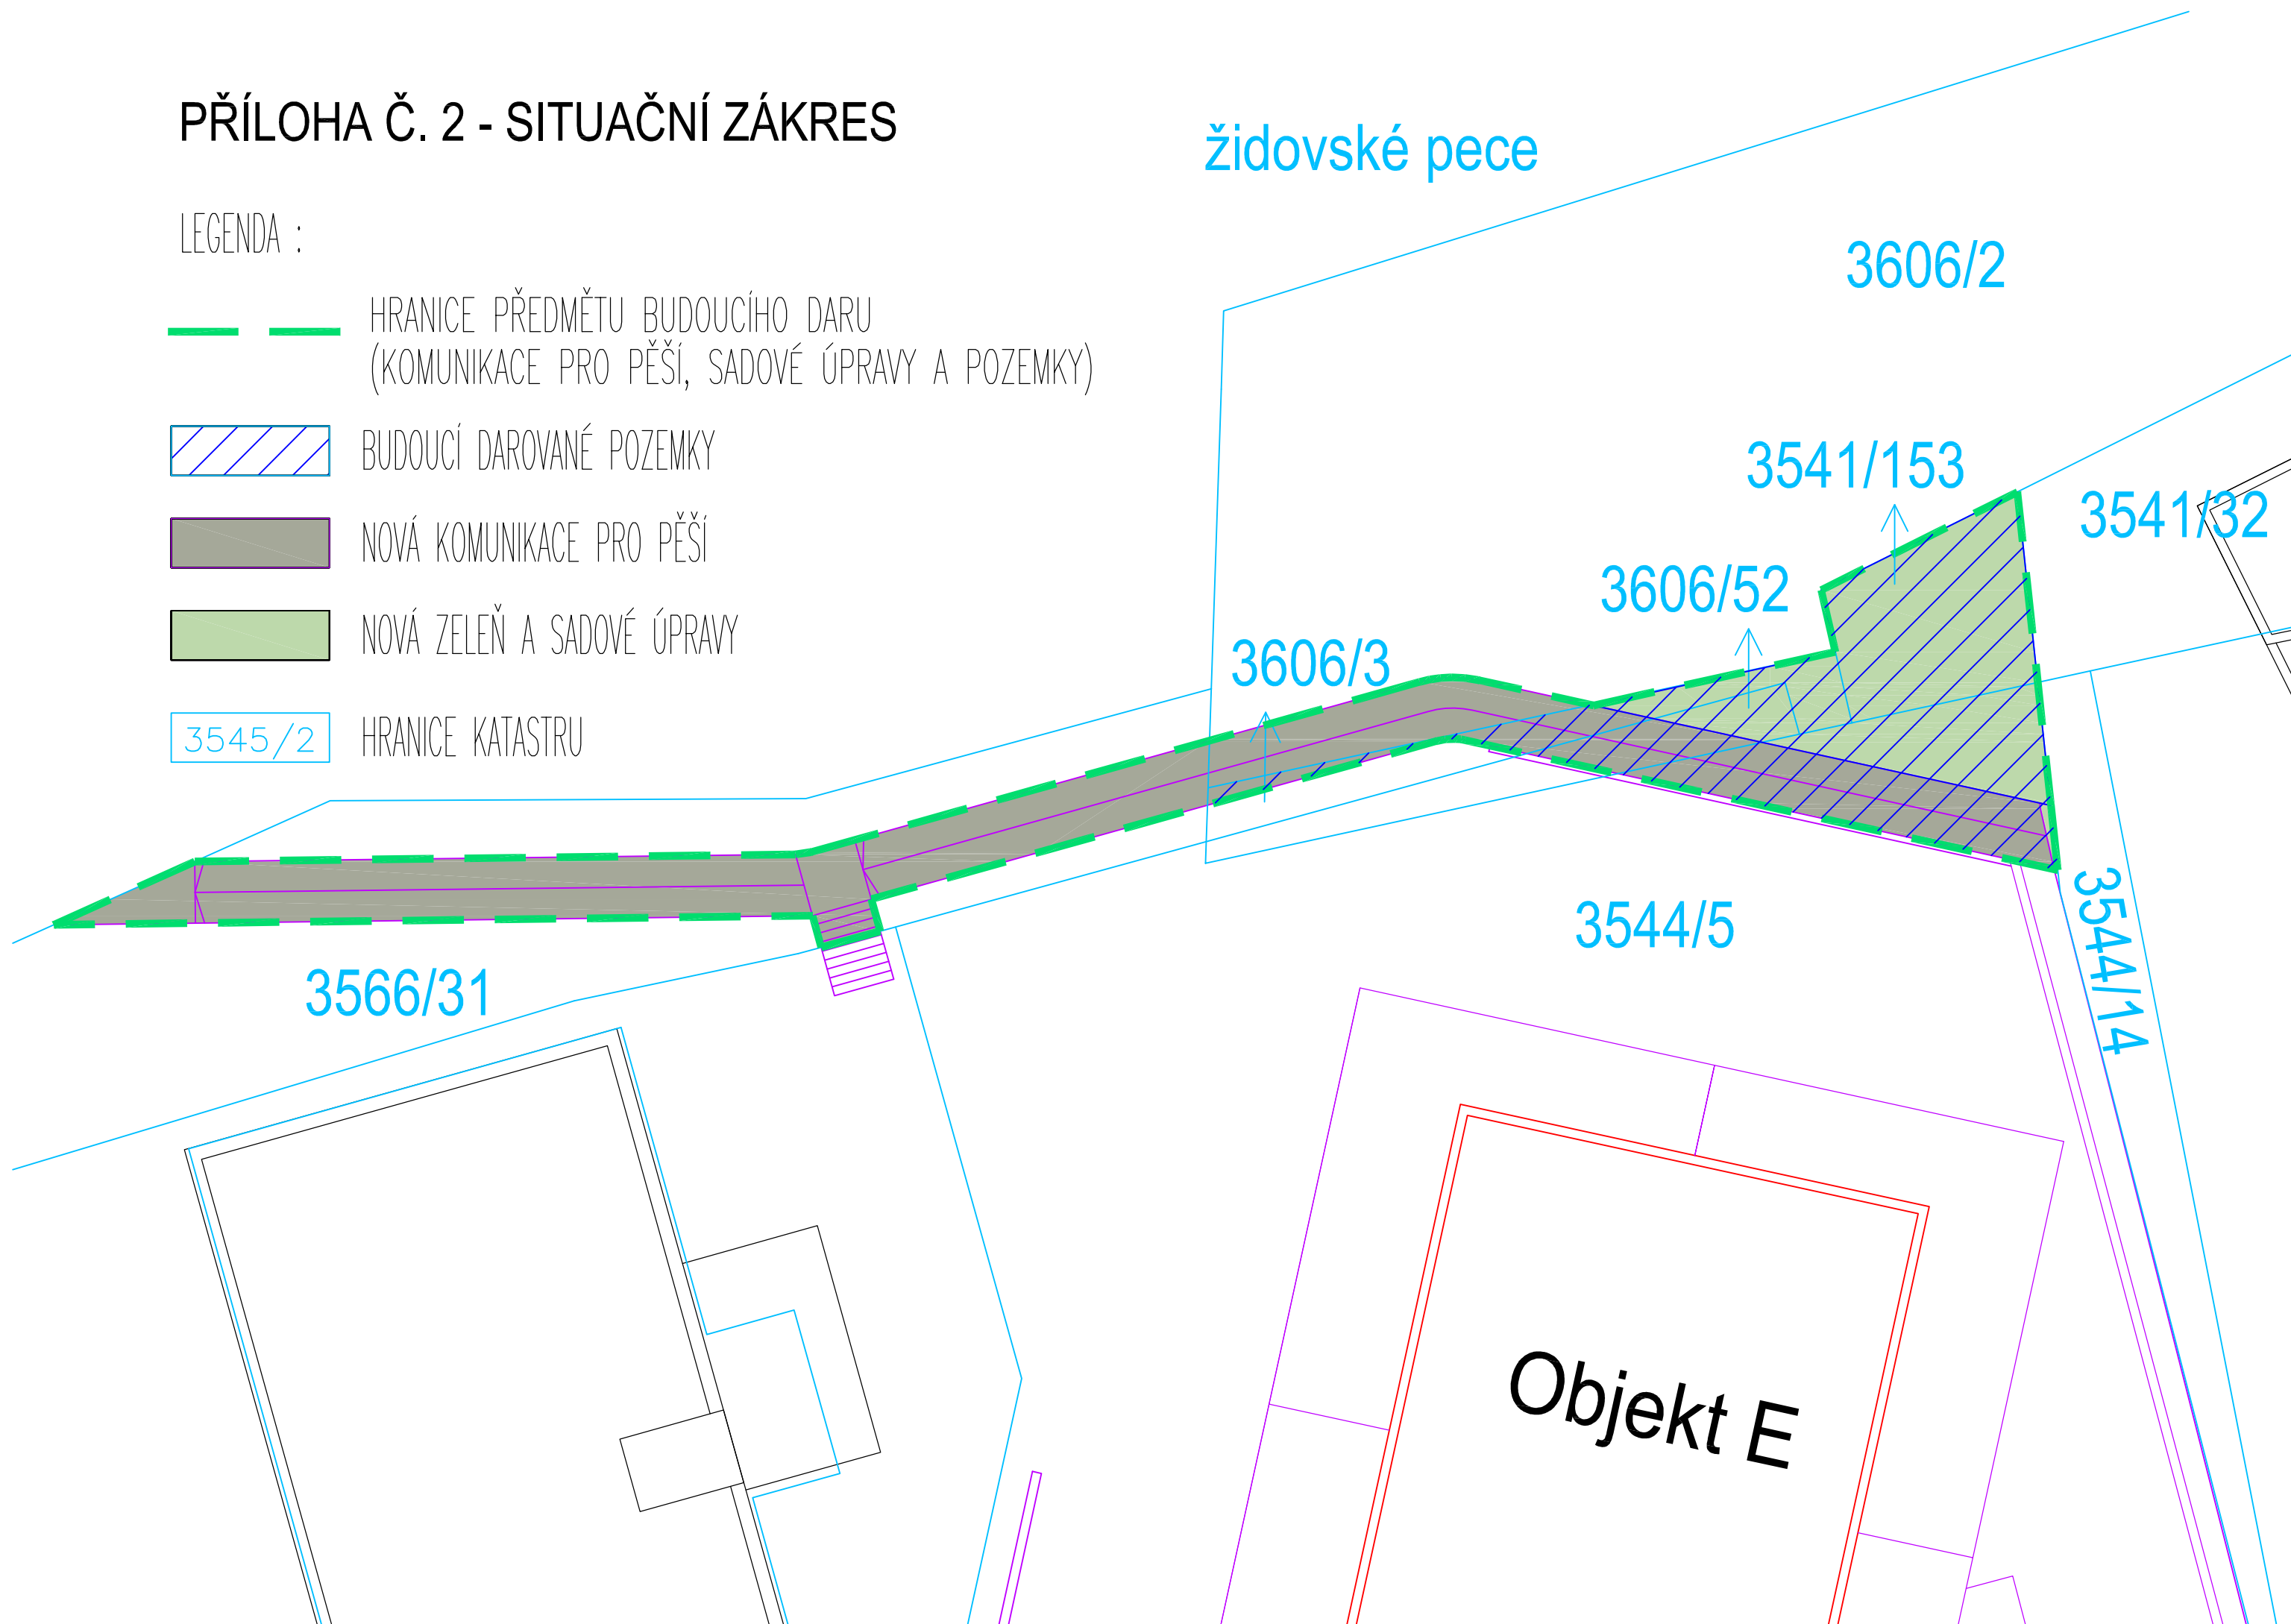 PŘÍLOHA Č. 2 - SITUAČNÍ ZÁKRES
židovské pece
LEGENDA :
3606/2
HRANICE PŘEDMĚTU BUDOUCÍHO DARU
(KOMUNIKACE PRO PĚŠÍ, SADOVÉ ÚPRAVY A POZEMKY)
BUDOUCÍ DAROVANÉ POZEMKY
3541/153
3541/32
NOVÁ KOMUNIKACE PRO PĚŠÍ
3606/52
NOVÁ ZELEŇ A SADOVÉ ÚPRAVY
3606/3
3545/2 HRANICE KATASTRU
3544/5
3544/14
3566/31
Objekt E